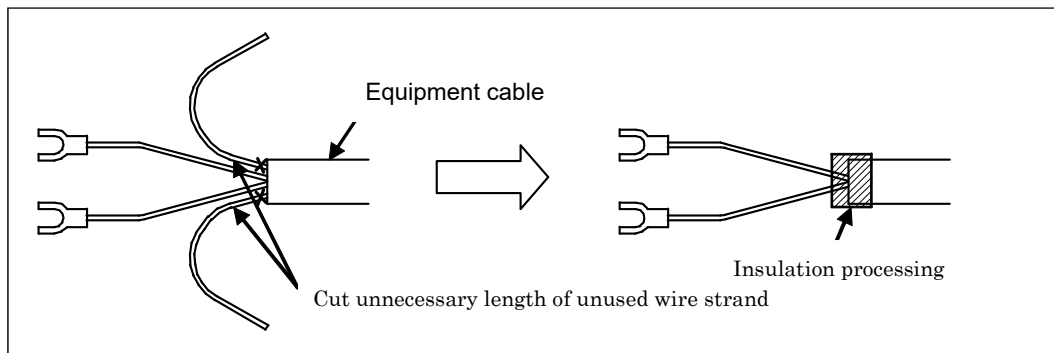 Equipment cable
Insulation processing
Cut unnecessary length of unused wire strand